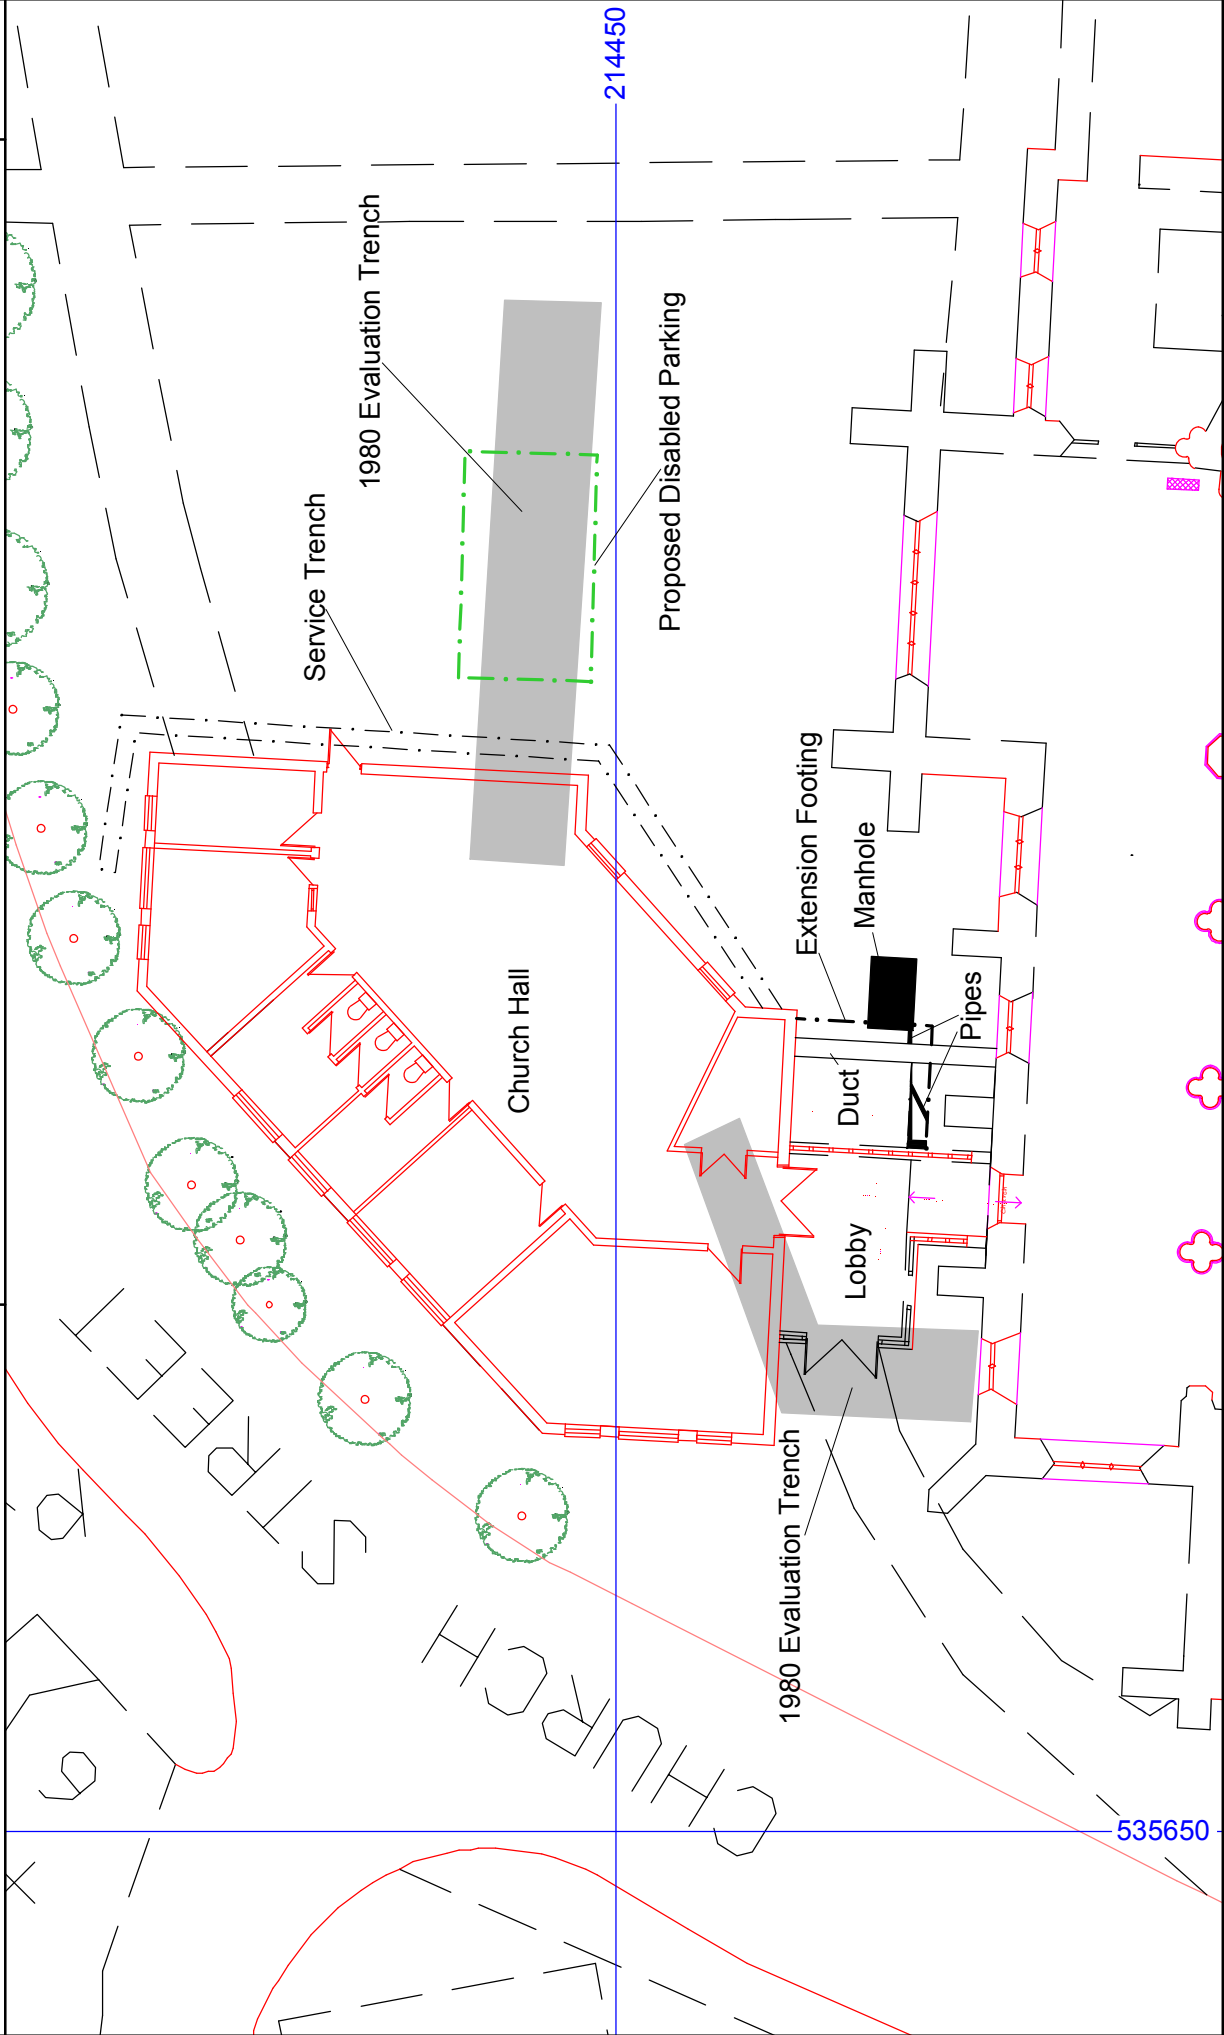 214450
1980 Evaluation Trench
Service Trench
Proposed Disabled Parking
Church Hall
Extension Footing
Manhole
Pipes
Duct
Lobby
1980 Evaluation Trench
CHURCH STREET
535650